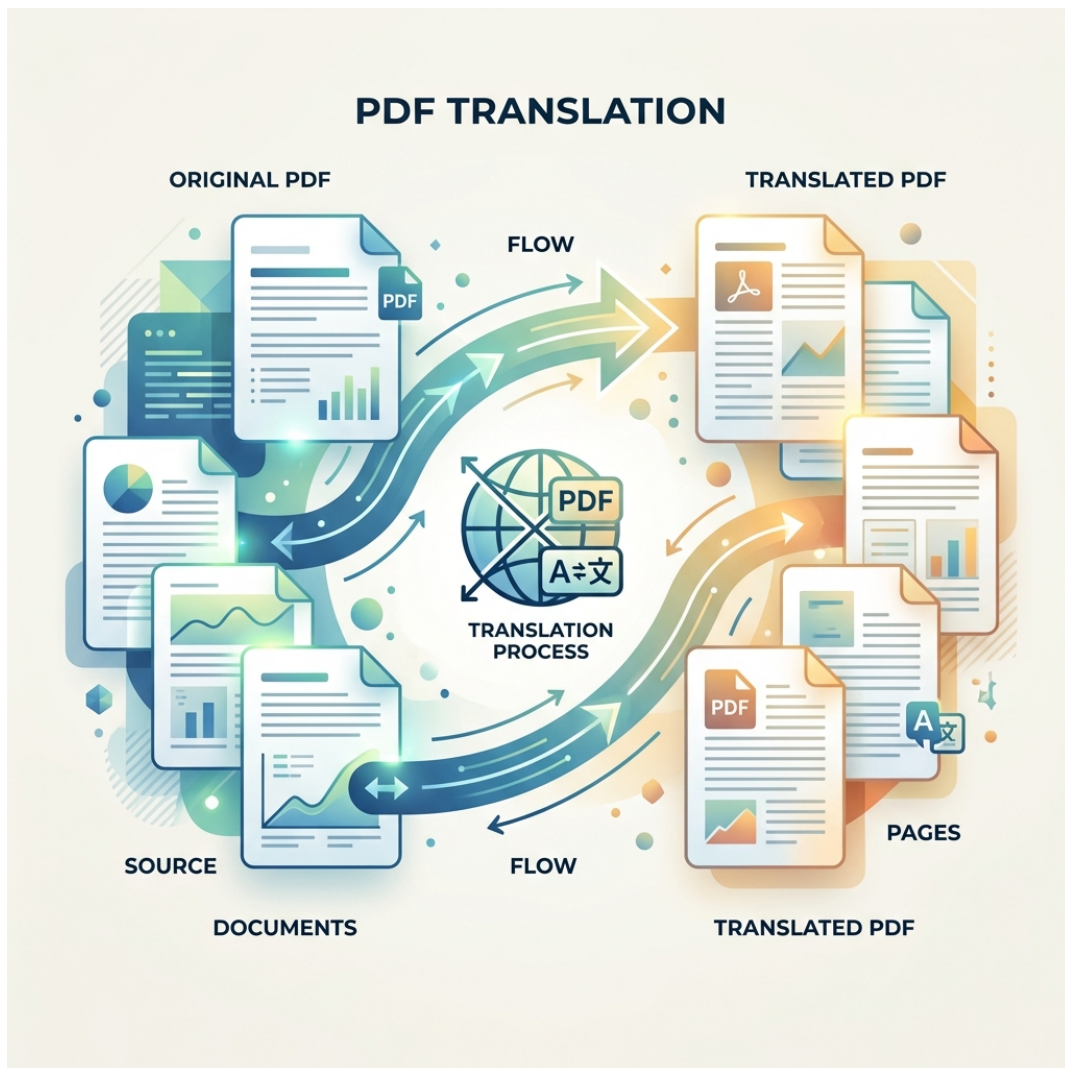 PDF TRANSLATION
ORIGINAL PDF
TRANSLATED PDF
FLOW
PDF
PDF
A⇄文
TRANSLATION
PROCESS
PDF
A文
PAGES
SOURCE
FLOW
DOCUMENTS
TRANSLATED PDF